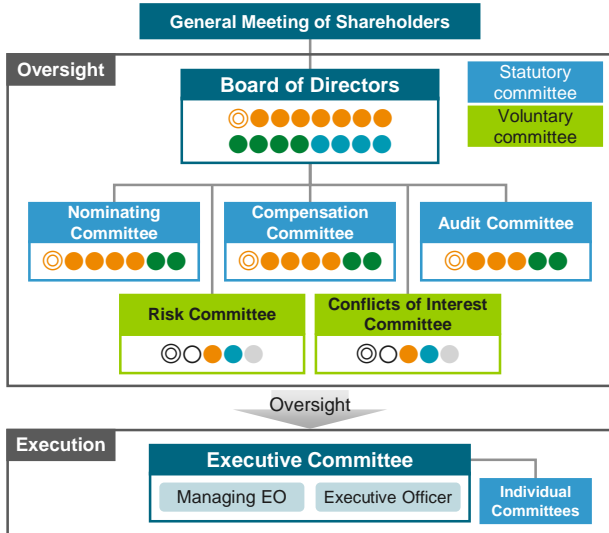 General Meeting of Shareholders
Oversight
Board of Directors
Statutory
committee
Voluntary
committee
Nominating
Committee
Compensation
Committee
Audit Committee
Risk Committee
Conflicts of Interest
Committee
Oversight
Execution
Executive Committee
Managing EO
Executive Officer
Individual
Committees